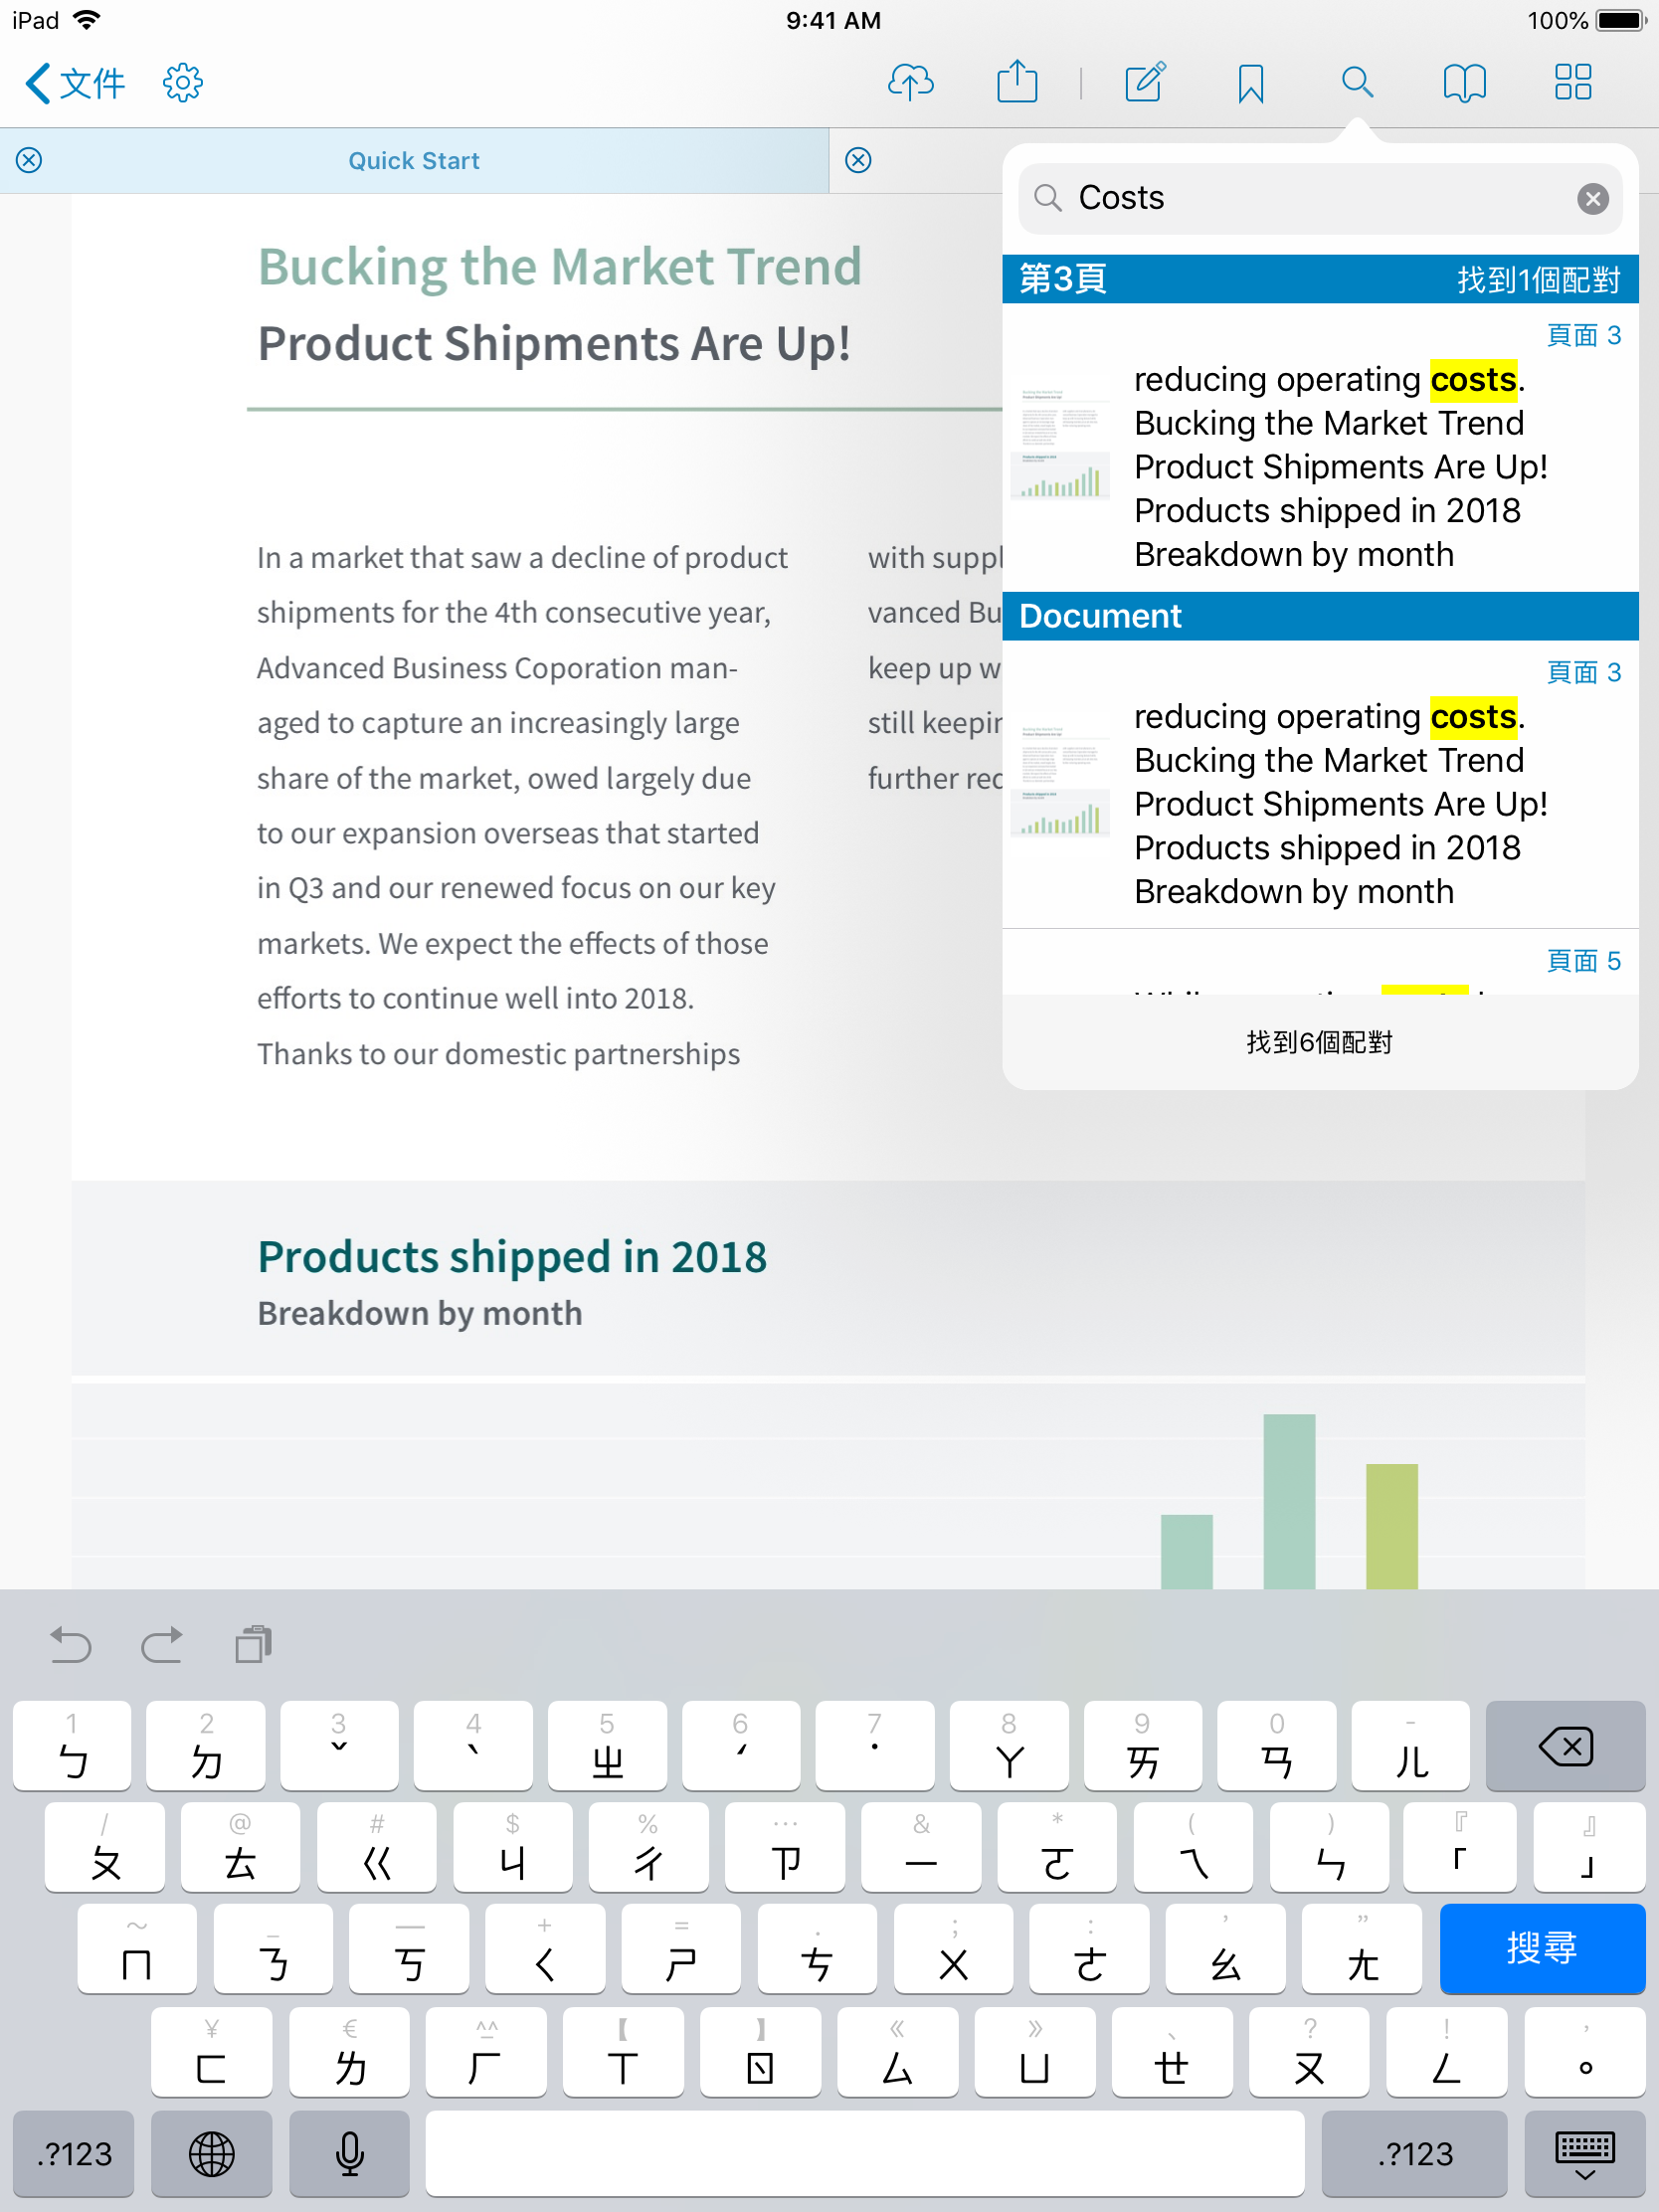 iPad
9:41 AM
100%
文件
Quick Start
Costs
第3頁
找到1個配對
頁面 3
reducing operating costs.
Bucking the Market Trend
Product Shipments Are Up!
Products shipped in 2018
Breakdown by month
Document
頁面 3
reducing operating costs.
Bucking the Market Trend
Product Shipments Are Up!
Products shipped in 2018
Breakdown by month
頁面 5
找到6個配對
Bucking the Market Trend
Product Shipments Are Up!
In a market that saw a decline of product
shipments for the 4th consecutive year,
Advanced Business Coporation man-
aged to capture an increasingly large
share of the market, owed largely due
to our expansion overseas that started
in Q3 and our renewed focus on our key
markets. We expect the effects of those
efforts to continue well into 2018.
Thanks to our domestic partnerships
with suppl
vanced Bu
keep up w
still keepin
further red
Products shipped in 2018
Breakdown by month
1 2 3 4 5 6 7 8 9 0 -
ㄅ ㄉ ˇ ˋ ㄓ ˊ ˙ ㄚ ㄞ ㄢ ㄦ
/ @ # $ % … & * ( ) 『 』
ㄆ ㄊ ㄍ ㄐ ㄔ ㄗ ㄧ ㄛ ㄟ ㄣ 「 」
~ _ — + = . ; : ’ ”
ㄇ ㄋ ㄎ ㄑ ㄕ ㄘ ㄨ ㄜ ㄠ ㄤ 搜尋
¥ € ^_^ 【 】 《 》 、 ? ! ,
ㄈ ㄌ ㄏ ㄒ ㄖ ㄙ ㄩ ㄝ ㄡ ㄥ 。
.?123
.?123